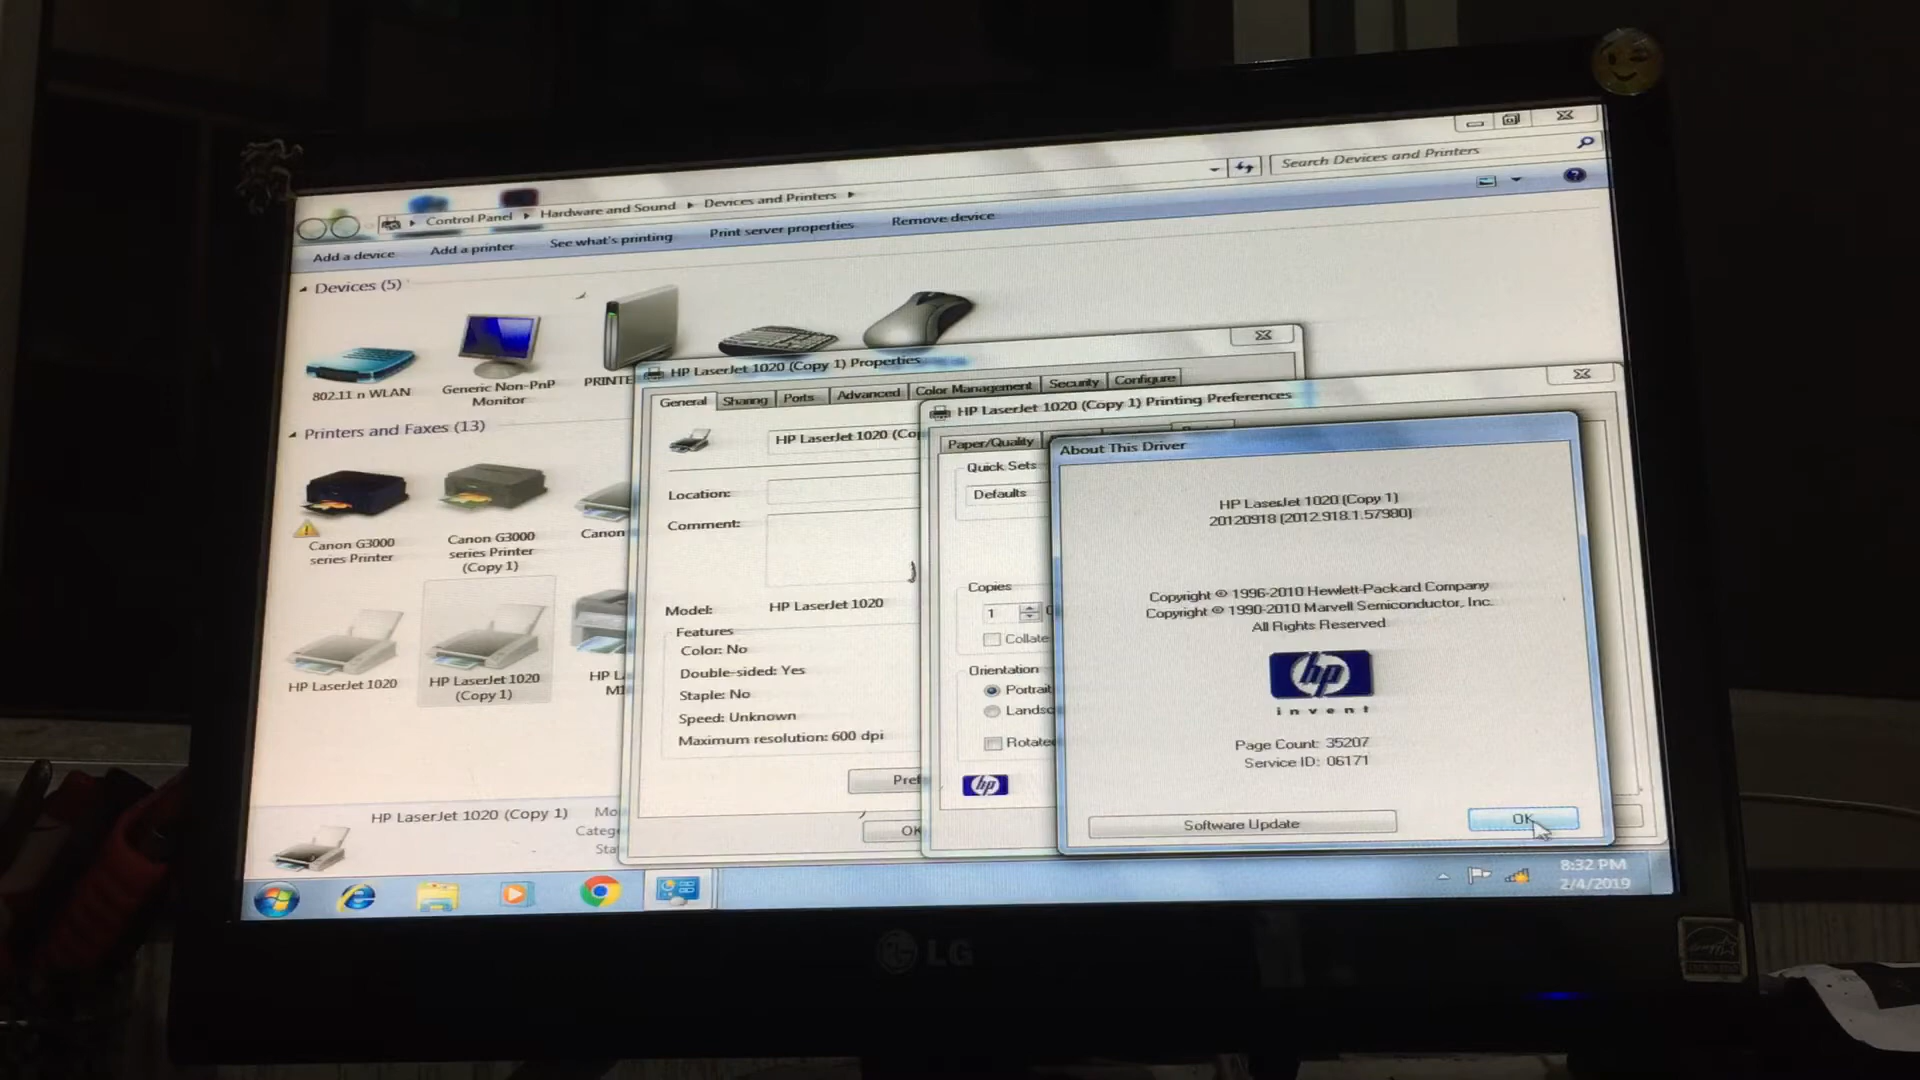 Search Devices and Printers
Control Panel
Hardware and Sound
Devices and Printers
Add a device
Add a printer
See what's printing
Print server properties
Remove device
Devices (5)
802.11 n WLAN
Generic Non-PnP
Monitor
Printers and Faxes (13)
Canon G3000
series Printer
Canon G3000
series Printer
(Copy 1)
Canon
HP LaserJet 1020
HP LaserJet 1020
(Copy 1)
HP LaserJet 1020 (Copy 1)
HP LaserJet 1020 (Copy 1) Properties
General
Sharing
Ports
Advanced
Color Management
Security
Configure
HP LaserJet 1020
Location:
Comment:
Model:
HP LaserJet 1020
Features
Color: No
Double-sided: Yes
Staple: No
Speed: Unknown
Maximum resolution: 600 dpi
HP LaserJet 1020 (Copy 1) Printing Preferences
Paper/Quality
Quick Sets
Defaults
Copies
1
Collate
Orientation
Portrait
Rotate
hp
About This Driver
HP LaserJet 1020 (Copy 1)
20120918 (2012.918.1.57980)
Copyright © 1996-2010 Hewlett-Packard Company
Copyright © 1990-2010 Marvell Semiconductor, Inc.
All Rights Reserved
hp
invent
Page Count: 35207
Service ID: 06171
Software Update
OK
8:32 PM
2/4/2019
LG